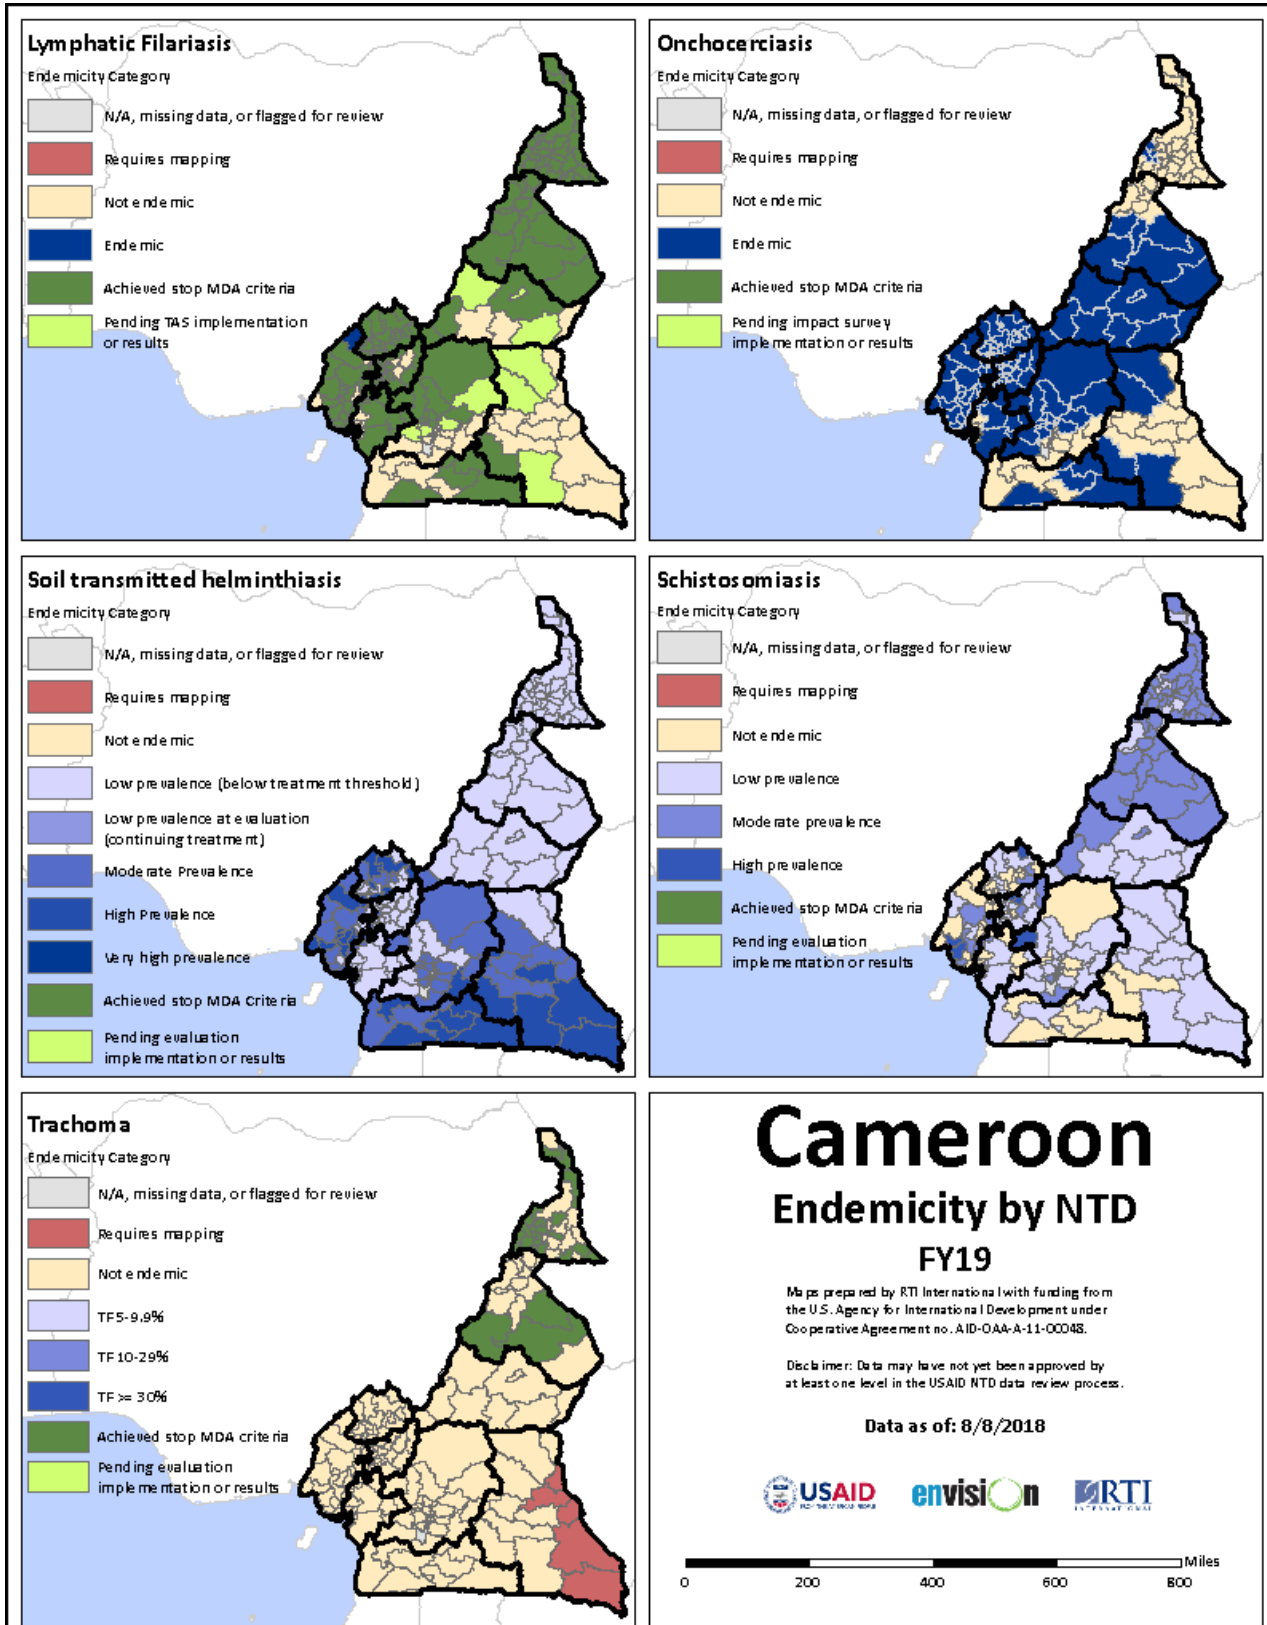 Lymphatic Filariasis
Endemicity Category
N/A, missing data, or flagged for review
Requires mapping
Not endemic
Endemic
Achieved stop MDA criteria
Pending TAS implementation
or results
Onchocerciasis
Endemicity Category
N/A, missing data, or flagged for review
Requires mapping
Not endemic
Endemic
Achieved stop MDA criteria
Pending impact survey
implementation or results
Soil transmitted helminthiasis
Endemicity Category
N/A, missing data, or flagged for review
Requires mapping
Not endemic
Low prevalence (below treatment threshold)
Low prevalence at evaluation
(continuing treatment)
Moderate Prevalence
High Prevalence
Very high prevalence
Achieved stop MDA Criteria
Pending evaluation
implementation or results
Schistosomiasis
Endemicity Category
N/A, missing data, or flagged for review
Requires mapping
Not endemic
Low prevalence
Moderate prevalence
High prevalence
Achieved stop MDA criteria
Pending evaluation
implementation or results
Trachoma
Endemicity Category
N/A, missing data, or flagged for review
Requires mapping
Not endemic
TF 5-9.9%
TF 10-29%
TF >= 30%
Achieved stop MDA criteria
Pending evaluation
implementation or results
Cameroon
Endemicity by NTD
FY19
Maps prepared by RTI International with funding from
the U.S. Agency for International Development under
Cooperative Agreement no. AID-OAA-A-11-00048.
Disclaimer: Data may have not yet been approved by
at least one level in the USAID NTD data review process.
Data as of: 8/8/2018
USAID
FROM THE AMERICAN PEOPLE
envision
RTI
INTERNATIONAL
Miles
0 200 400 600 800